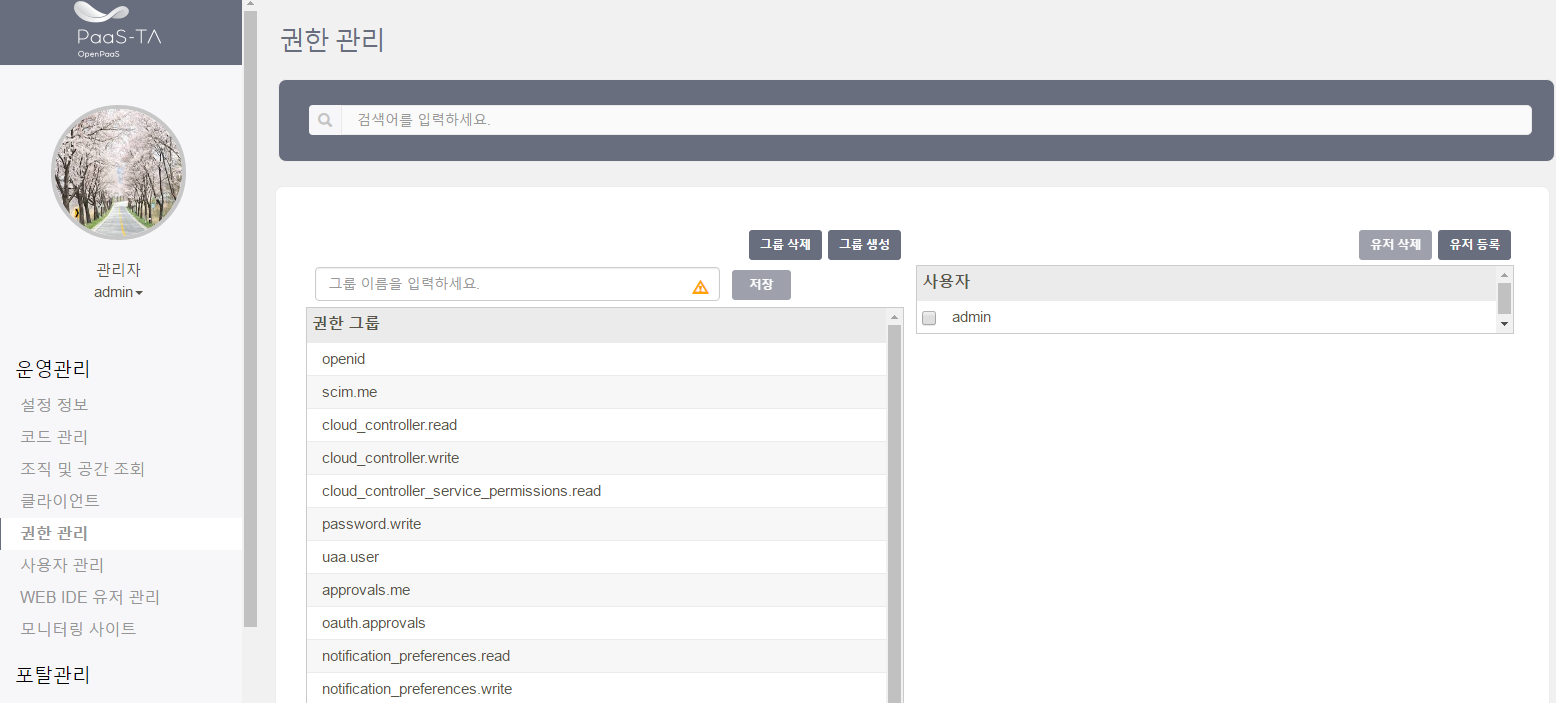 PaaS-TA
OpenPaaS
관리자
admin
운영관리
설정 정보
코드 관리
조직 및 공간 조회
클라이언트
권한 관리
사용자 관리
WEB IDE 유저 관리
모니터링 사이트
포탈관리
권한 관리
검색어를 입력하세요.
그룹 삭제 그룹 생성
그룹 이름을 입력하세요. 저장
권한 그룹
openid
scim.me
cloud_controller.read
cloud_controller.write
cloud_controller_service_permissions.read
password.write
uaa.user
approvals.me
oauth.approvals
notification_preferences.read
notification_preferences.write
유저 삭제 유저 등록
사용자
admin